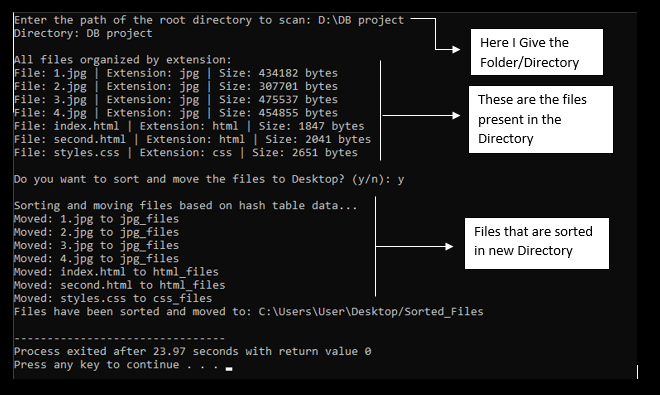 Enter the path of the root directory to scan: D:\DB project
Directory: DB project
Here I Give the
Folder/Directory
All files organized by extension:
File: 1.jpg | Extension: jpg | Size: 434182 bytes
File: 2.jpg | Extension: jpg | Size: 307701 bytes
File: 3.jpg | Extension: jpg | Size: 475537 bytes
File: 4.jpg | Extension: jpg | Size: 454855 bytes
File: index.html | Extension: html | Size: 1847 bytes
File: second.html | Extension: html | Size: 2041 bytes
File: styles.css | Extension: css | Size: 2651 bytes
These are the files
present in the
Directory
Do you want to sort and move the files to Desktop? (y/n): y
Sorting and moving files based on hash table data...
Moved: 1.jpg to jpg_files
Moved: 2.jpg to jpg_files
Moved: 3.jpg to jpg_files
Moved: 4.jpg to jpg_files
Moved: index.html to html_files
Moved: second.html to html_files
Moved: styles.css to css_files
Files that are sorted
in new Directory
Files have been sorted and moved to: C:\Users\User\Desktop/Sorted_Files
--------------------------------
Process exited after 23.97 seconds with return value 0
Press any key to continue . . .